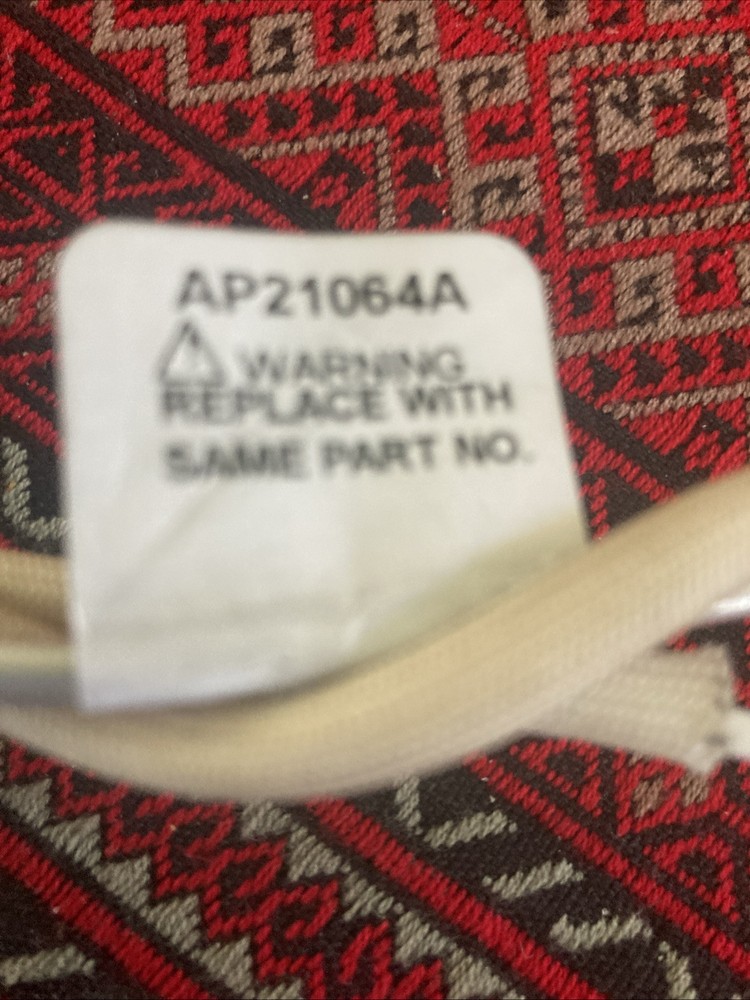 AP21064A
WARNING
REPLACE WITH
SAME PART NO.